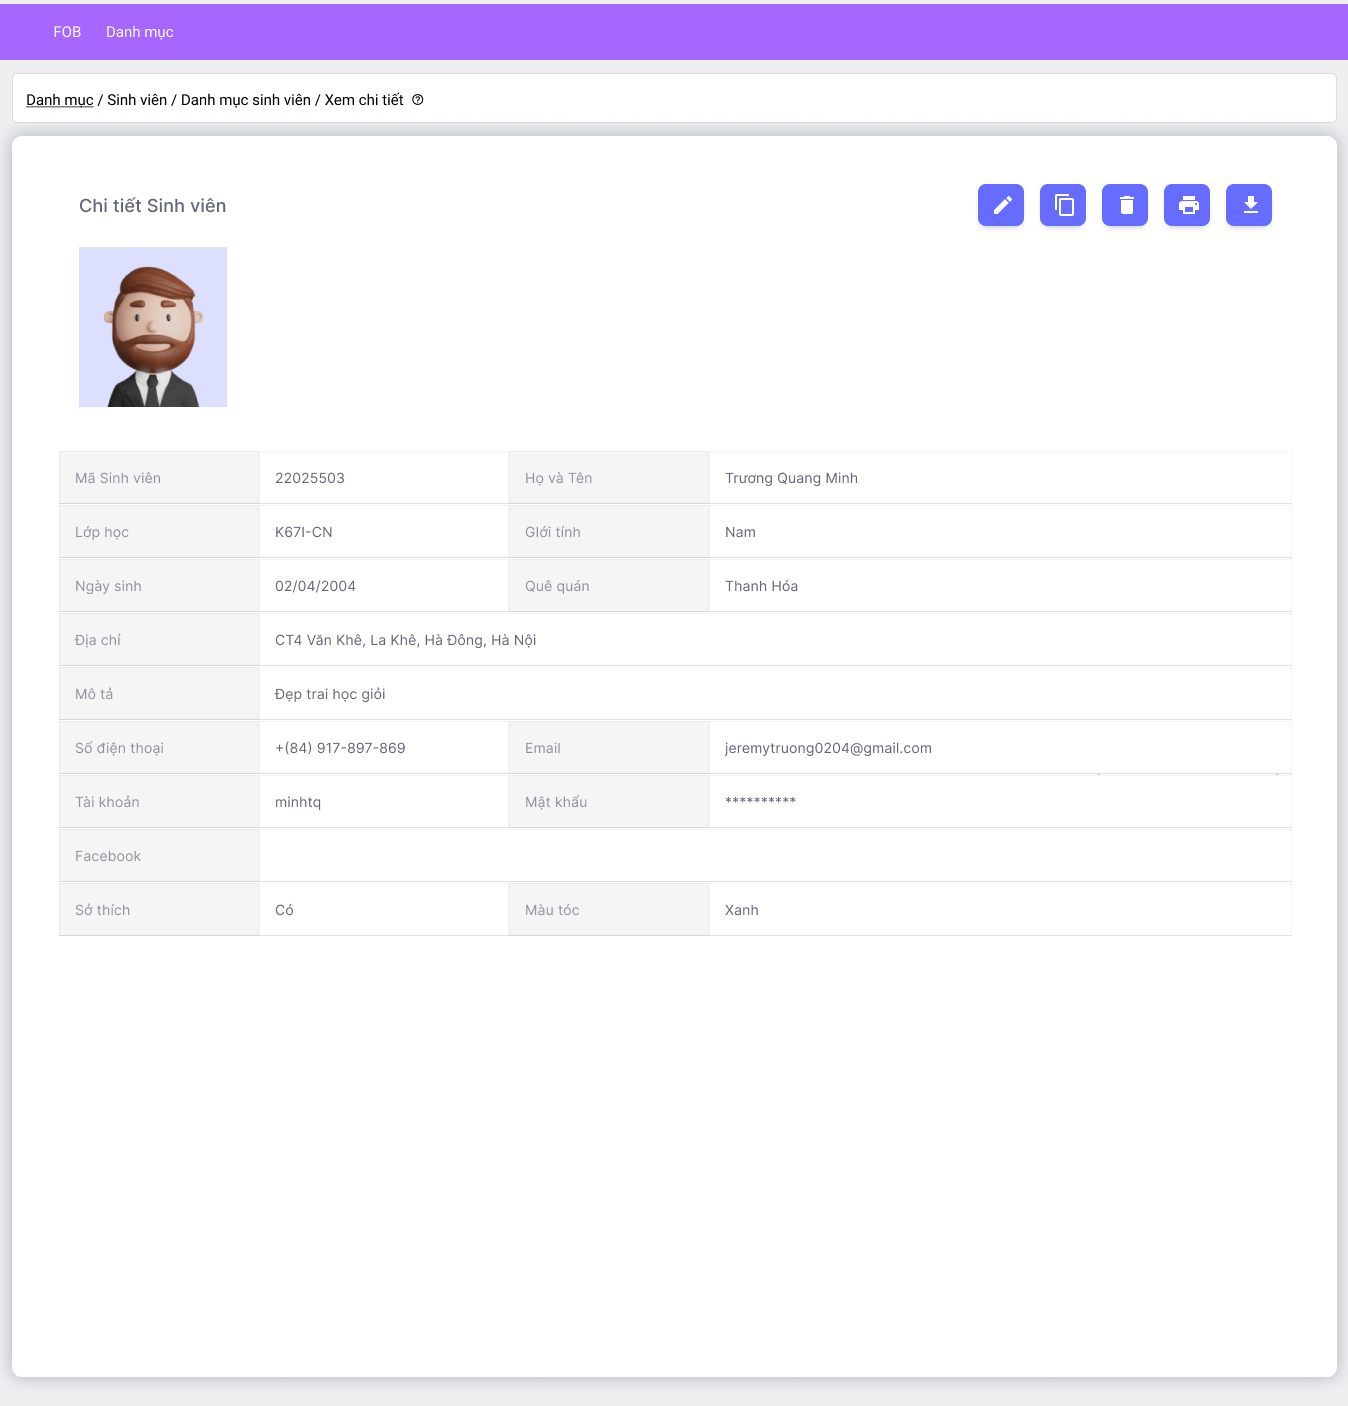 FOB Danh mục
Danh mục / Sinh viên / Danh mục sinh viên / Xem chi tiết
Chi tiết Sinh viên
Mã Sinh viên 22025503 Họ và Tên Trương Quang Minh
Lớp học K67I-CN GIới tính Nam
Ngày sinh 02/04/2004 Quê quán Thanh Hóa
Địa chỉ CT4 Văn Khê, La Khê, Hà Đông, Hà Nội
Mô tả Đẹp trai học giỏi
Số điện thoại +(84) 917-897-869 Email jeremytruong0204@gmail.com
Tài khoản minhtq Mật khẩu **********
Facebook
Sở thích Có Màu tóc Xanh